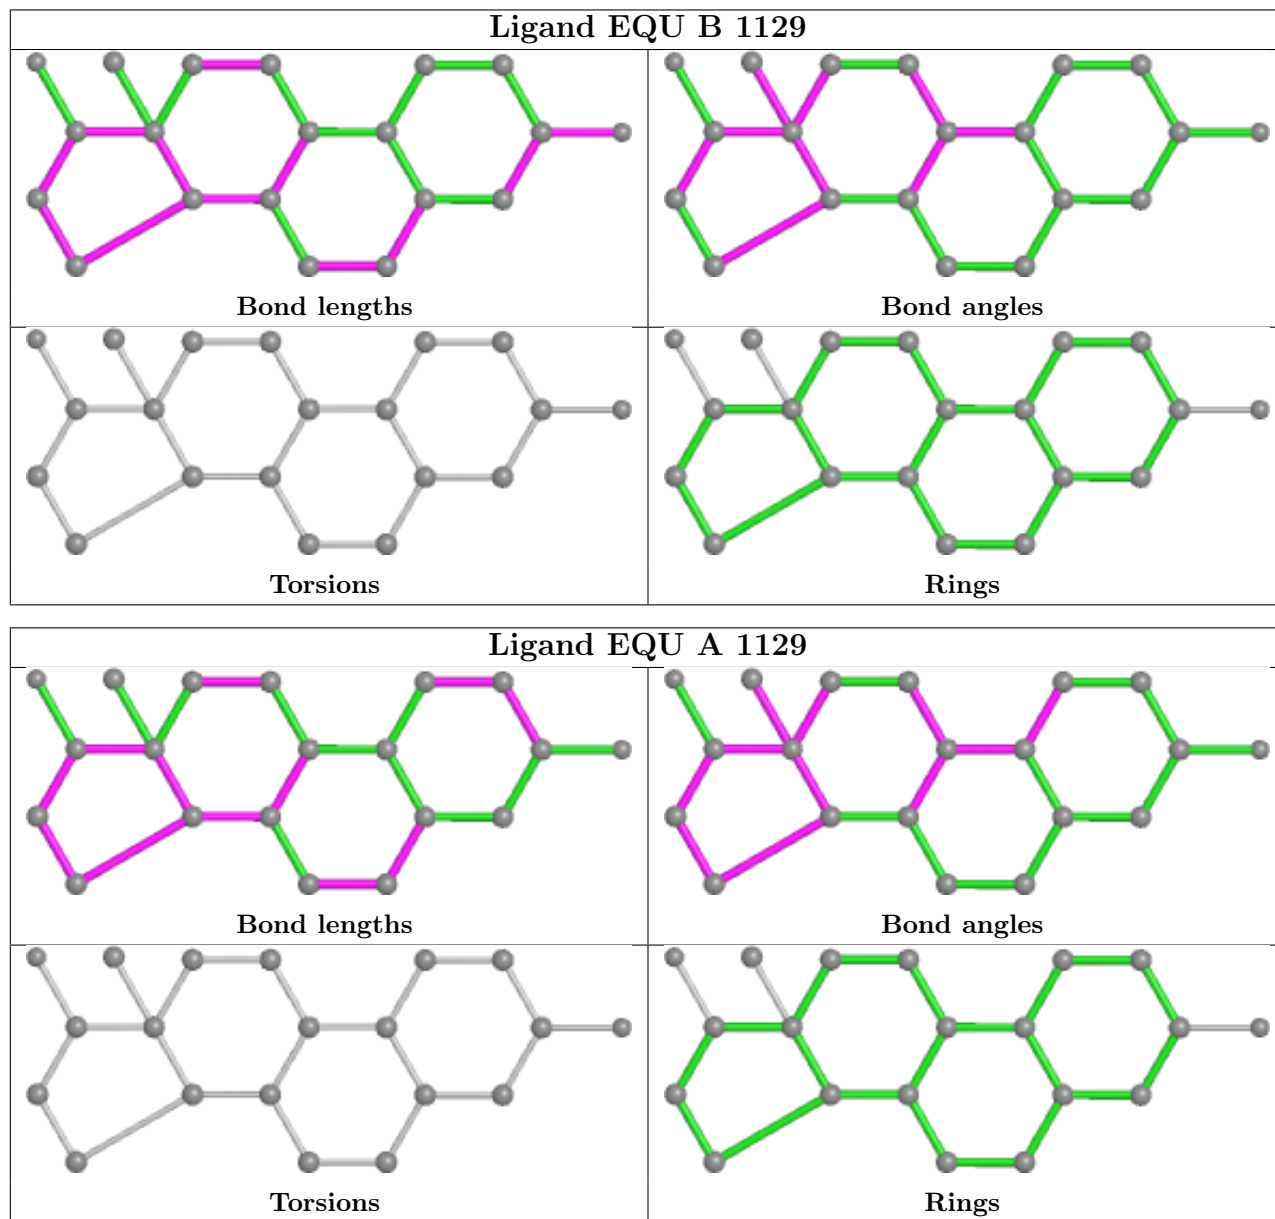 Ligand EQU B 1129
Bond lengths
Bond angles
Torsions
Rings
Ligand EQU A 1129
Bond lengths
Bond angles
Torsions
Rings